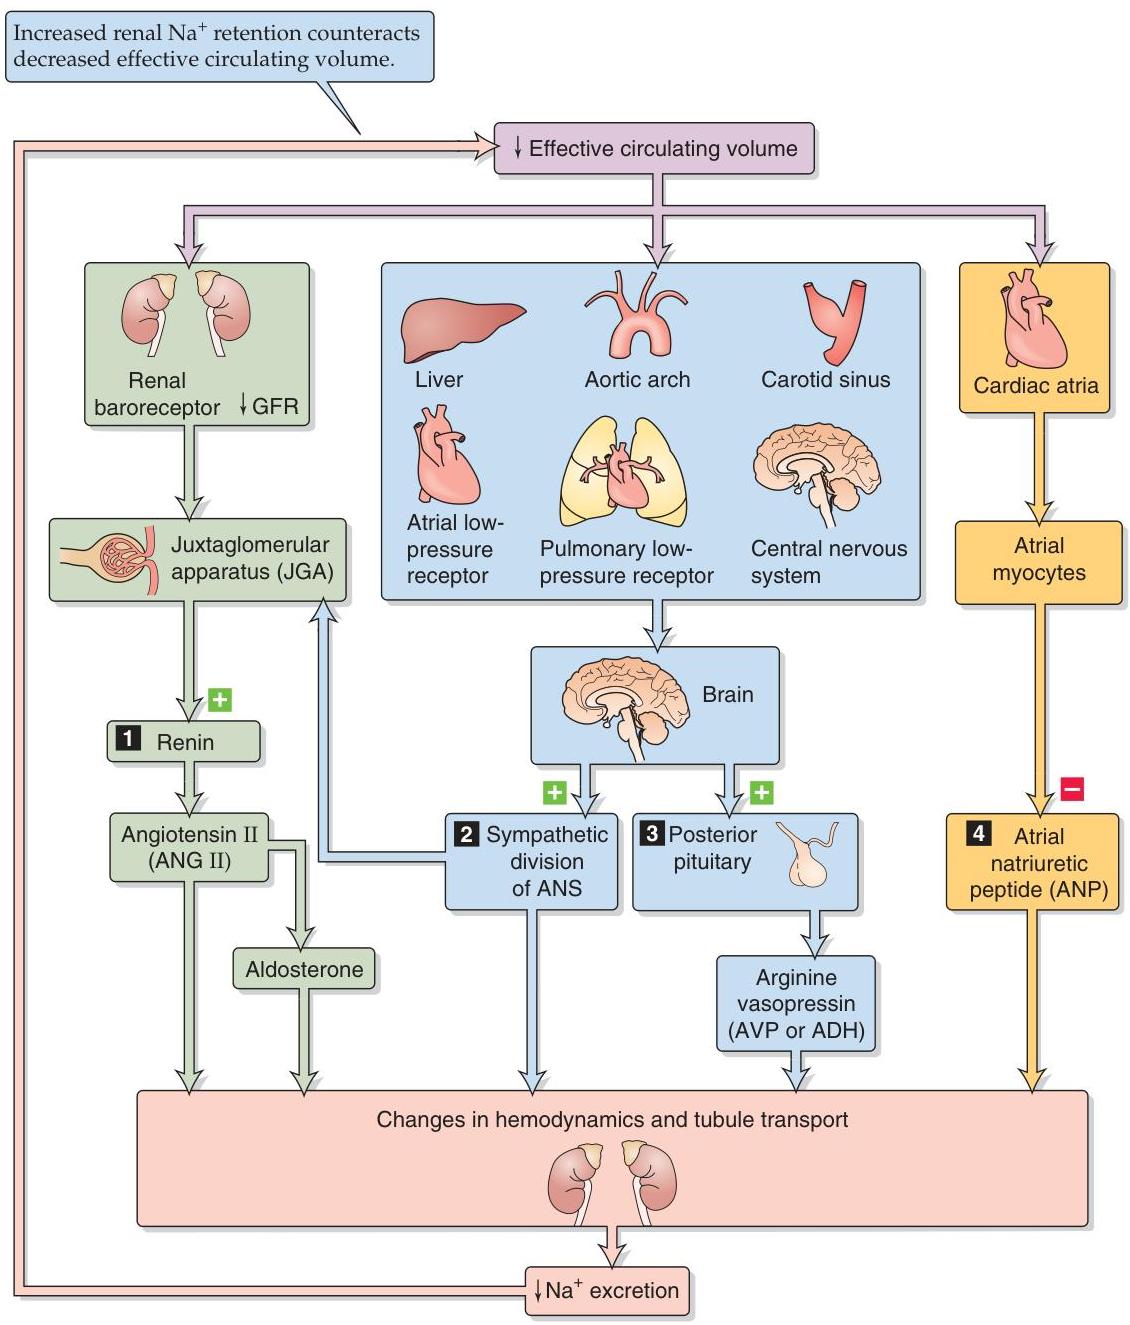 Increased renal Na⁺ retention counteracts
decreased effective circulating volume.
↓ Effective circulating volume
Renal
baroreceptor ↓ GFR
Liver
Aortic arch
Carotid sinus
Atrial low-
pressure
receptor
Pulmonary low-
pressure receptor
Central nervous
system
Cardiac atria
Juxtaglomerular
apparatus (JGA)
Atrial
myocytes
Brain
+
1 Renin
+
+
−
Angiotensin II
(ANG II)
2 Sympathetic
division
of ANS
3 Posterior
pituitary
4 Atrial
natriuretic
peptide (ANP)
Aldosterone
Arginine
vasopressin
(AVP or ADH)
Changes in hemodynamics and tubule transport
↓ Na⁺ excretion